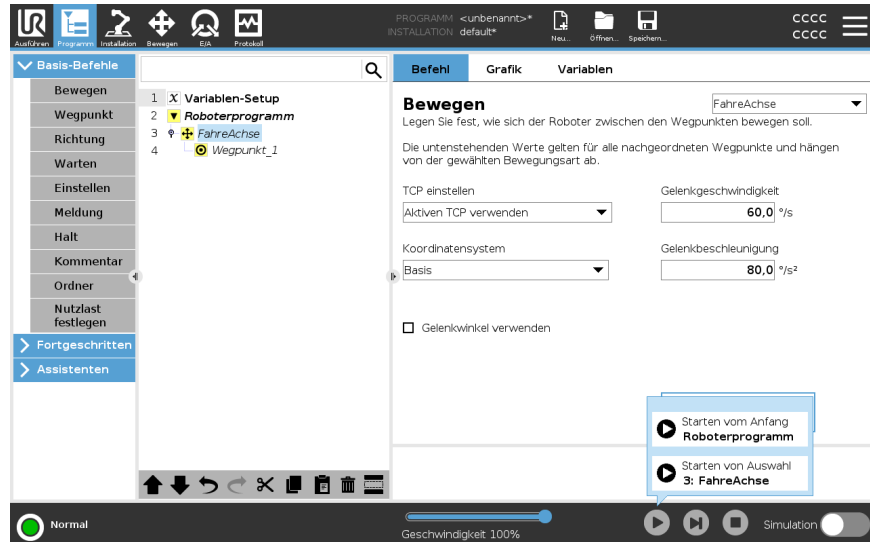 UR
PROGRAMM <unbenannt>*
INSTALLATION default*
CCCC
CCCC
Ausführen Programm Installation Bewegen E/A Protokoll
Neu... Öffnen... Speichern...
Basis-Befehle
Bewegen
Wegpunkt
Richtung
Warten
Einstellen
Meldung
Halt
Kommentar
Ordner
Nutzlast
festlegen
Fortgeschritten
Assistenten
1 X Variablen-Setup
2 Roboterprogramm
3 FahreAchse
4 Wegpunkt_1
Befehl Grafik Variablen
Bewegen
FahreAchse
Legen Sie fest, wie sich der Roboter zwischen den Wegpunkten bewegen soll.
Die untenstehenden Werte gelten für alle nachgeordneten Wegpunkte und hängen
von der gewählten Bewegungsart ab.
TCP einstellen
Gelenkgeschwindigkeit
Aktiven TCP verwenden
60,0 °/s
Koordinatensystem
Gelenkbeschleunigung
Basis
80,0 °/s²
Gelenkwinkel verwenden
Starten vom Anfang
Roboterprogramm
Starten von Auswahl
3: FahreAchse
Normal
Geschwindigkeit 100%
Simulation